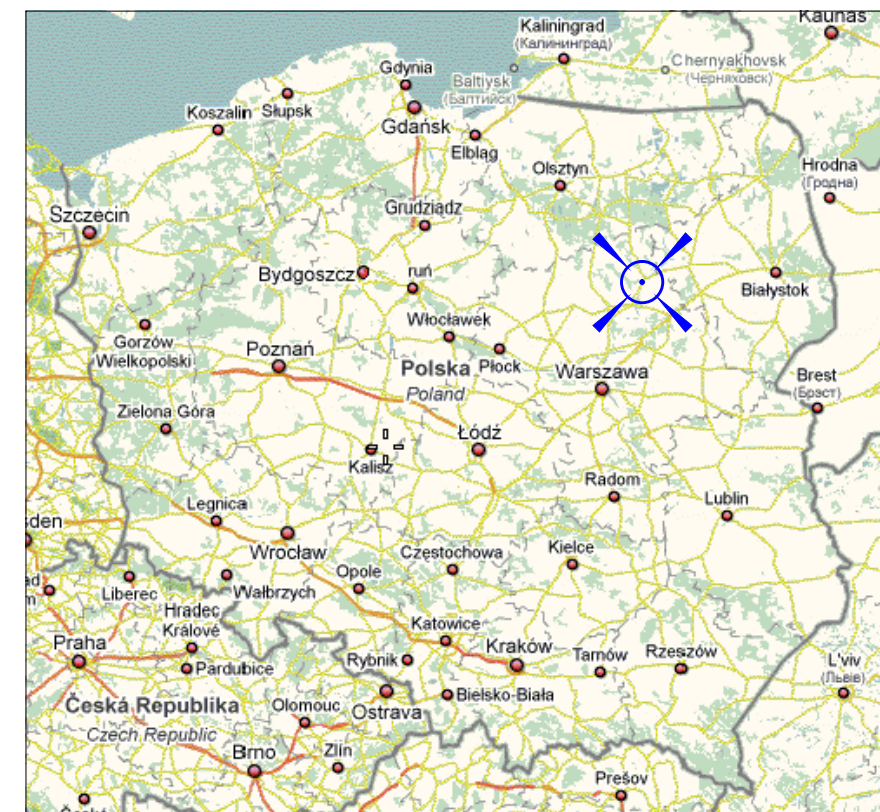 Kaunas
Kaliningrad
(Калининград)
Chernyakhovsk
(Черняховск)
Gdynia
Baltiysk
(Балтийск)
Koszalin
Słupsk
Gdańsk
Elbląg
Olsztyn
Hrodna
(Гродна)
Szczecin
Grudziądz
Bydgoszcz
ruń
Białystok
Włocławek
Gorzów
Wielkopolski
Poznań
Polska
Poland
Płock
Warszawa
Brest
(Брэст)
Zielona Góra
Łódź
Kalisz
Radom
Lublin
Legnica
sden
Wrocław
Częstochowa
Kielce
Opole
ad
m
Liberec
Wałbrzych
Hradec
Králové
Katowice
Praha
Kraków
Rybnik
Tarnów
Rzeszów
L'viv
(Львів)
Pardubice
Bielsko-Biała
Česká Republika
Czech Republic
Olomouc
Ostrava
Brno
Zlín
Prešov